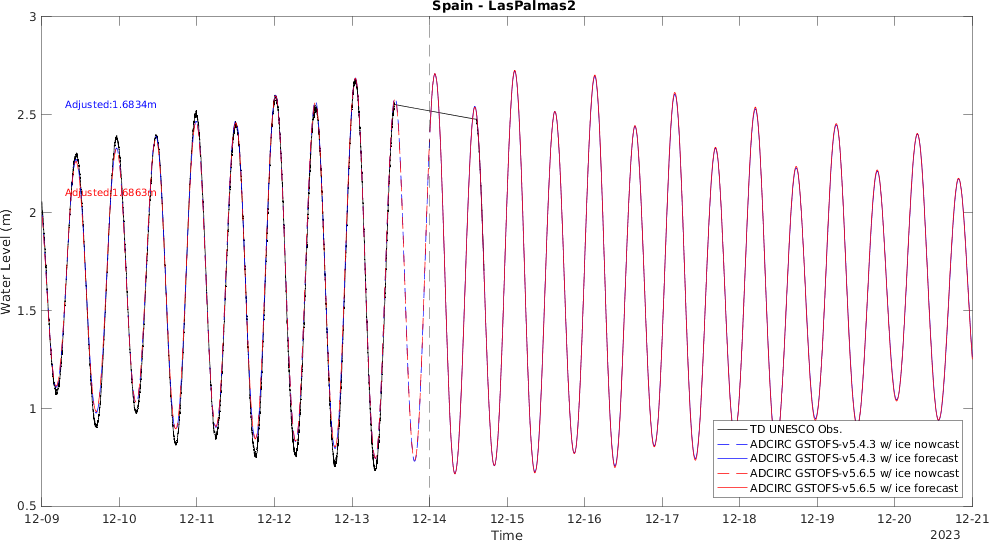 Spain - LasPalmas2
3
2.5
2
1.5
1
0.5
Water Level (m)
Adjusted:1.6834m
Adjusted:1.6863m
TD UNESCO Obs.
ADCIRC GSTOFS-v5.4.3 w/ ice nowcast
ADCIRC GSTOFS-v5.4.3 w/ ice forecast
ADCIRC GSTOFS-v5.6.5 w/ ice nowcast
ADCIRC GSTOFS-v5.6.5 w/ ice forecast
12-09 12-10 12-11 12-12 12-13 12-14 12-15 12-16 12-17 12-18 12-19 12-20 12-21
Time
2023